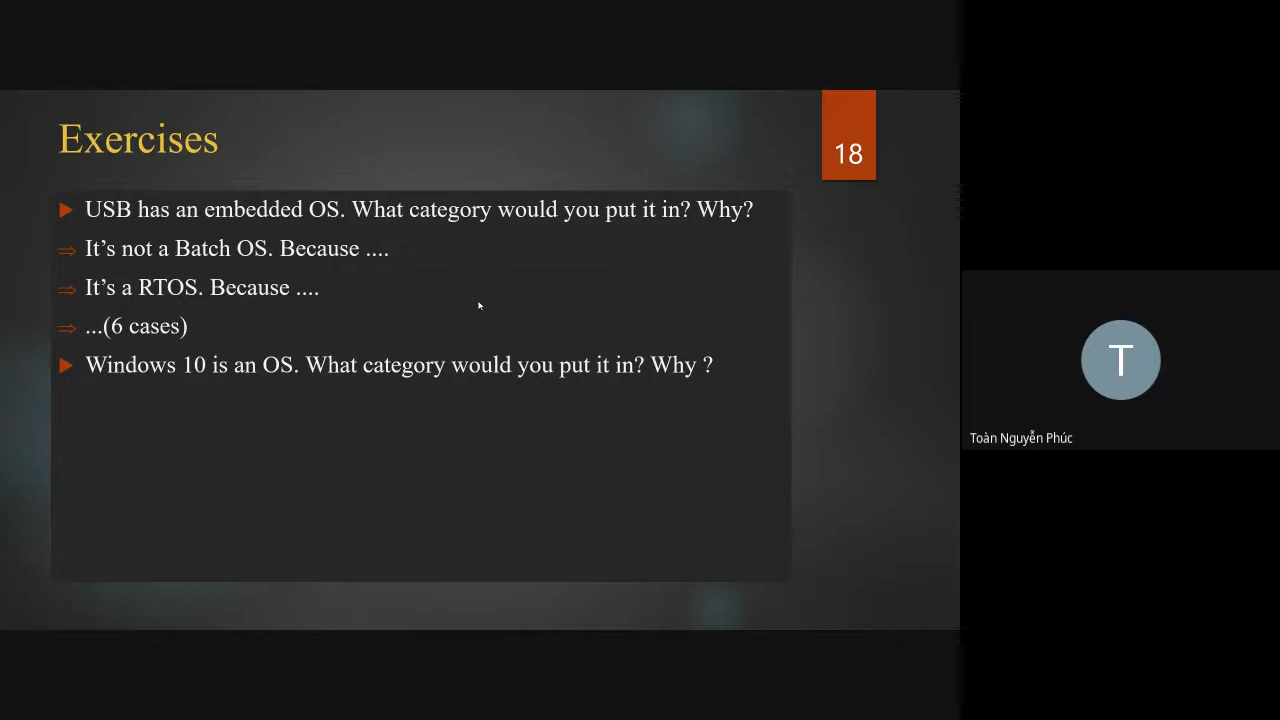 Exercises
18
USB has an embedded OS. What category would you put it in? Why?
⇒ It’s not a Batch OS. Because ....
⇒ It’s a RTOS. Because ....
⇒ ...(6 cases)
Windows 10 is an OS. What category would you put it in? Why ?
T
Toàn Nguyễn Phúc